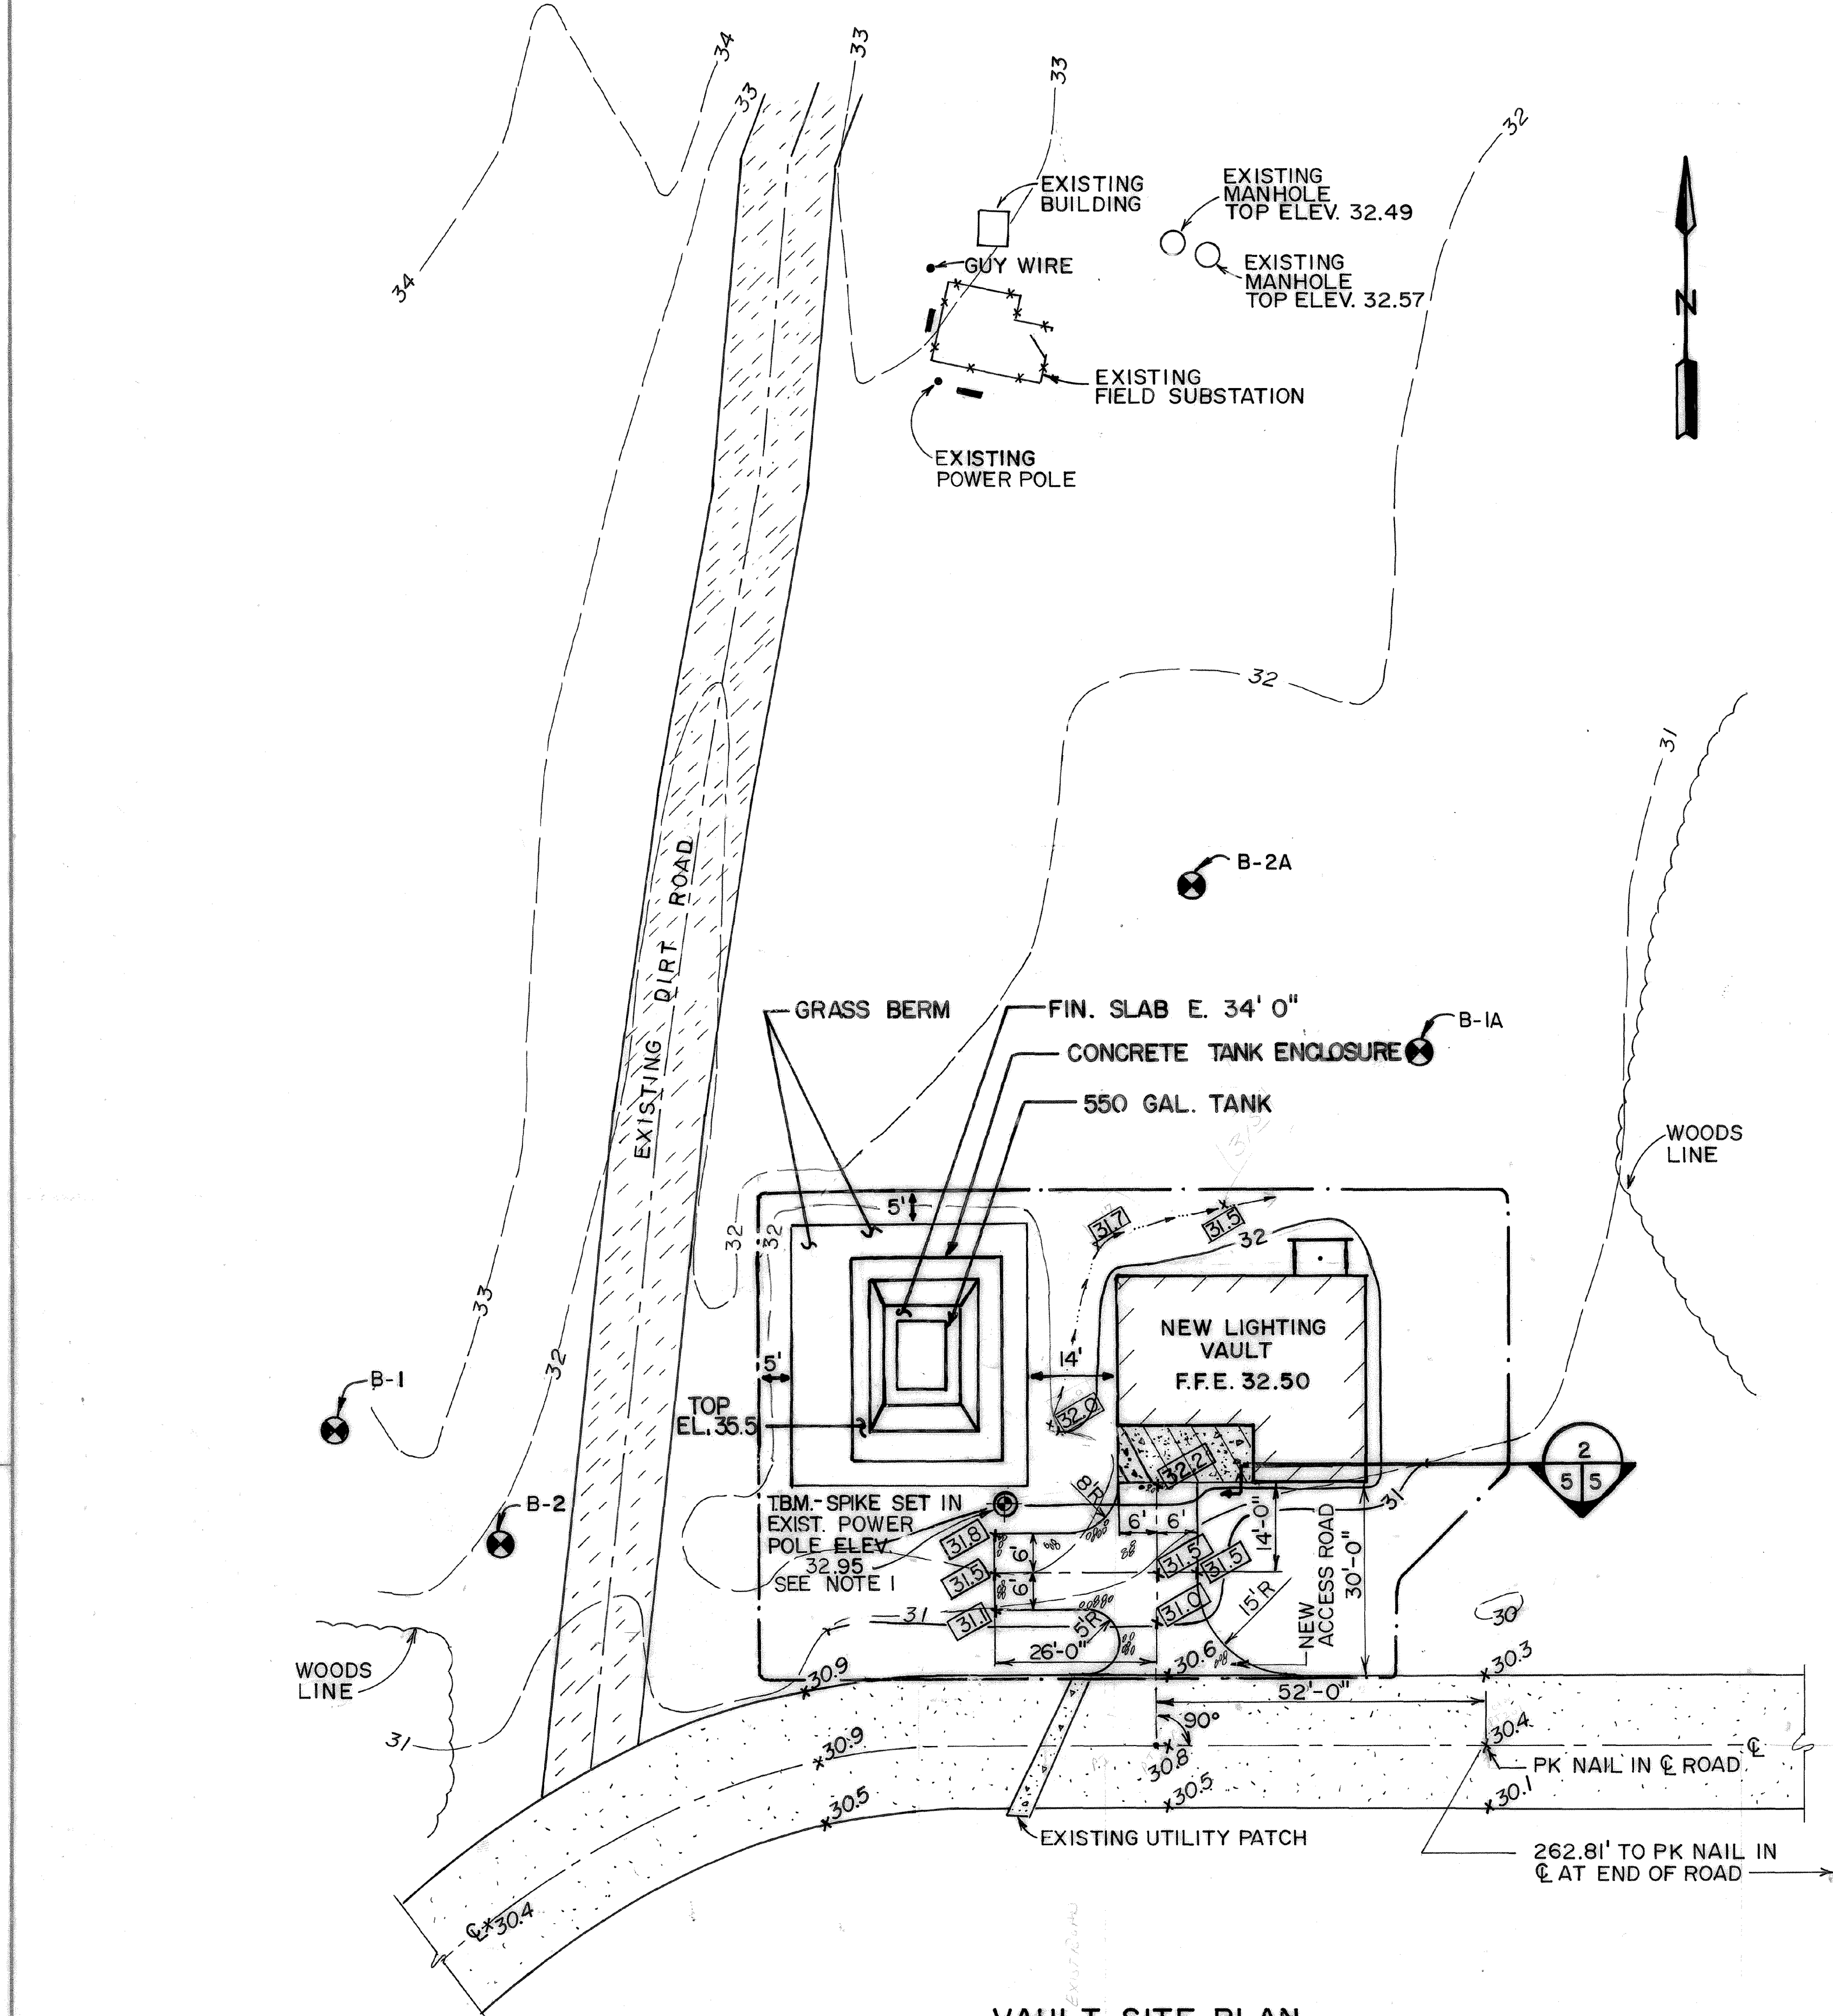 34
33
33
33
32
EXISTING
BUILDING
EXISTING
MANHOLE
TOP ELEV. 32.49
GUY WIRE
EXISTING
MANHOLE
TOP ELEV. 32.57
34
N
EXISTING
FIELD SUBSTATION
EXISTING
POWER POLE
32
31
B-2A
EXISTING DIRT ROAD
GRASS BERM
FIN. SLAB E. 34' 0"
B-1A
CONCRETE TANK ENCLOSURE
550 GAL. TANK
WOODS
LINE
5'
31.7
31.5
32
32
32
33
32
NEW LIGHTING
VAULT
F.F.E. 32.50
5'
14'
B-1
TOP
EL. 35.5
32.0
2
5 5
32.2
B-2
T.B.M.-SPIKE SET IN
EXIST. POWER
POLE ELEV.
32.95
SEE NOTE 1
8'R
31
6' 6'
14'-0"
31.8
31.5
31.1
6'
6'
31.5
31.5
31.0
15'R
NEW
ACCESS ROAD
30'-0"
30
31
5'R
26'-0"
WOODS
LINE
30.9
30.6
30.3
52'-0"
90°
31
30.9
30.8
30.4
℄
PK NAIL IN ℄ ROAD
30.5
30.5
30.1
EXISTING UTILITY PATCH
262.81' TO PK NAIL IN
℄ AT END OF ROAD
℄ 30.4
EXIST ROAD
VAULT SITE PLAN